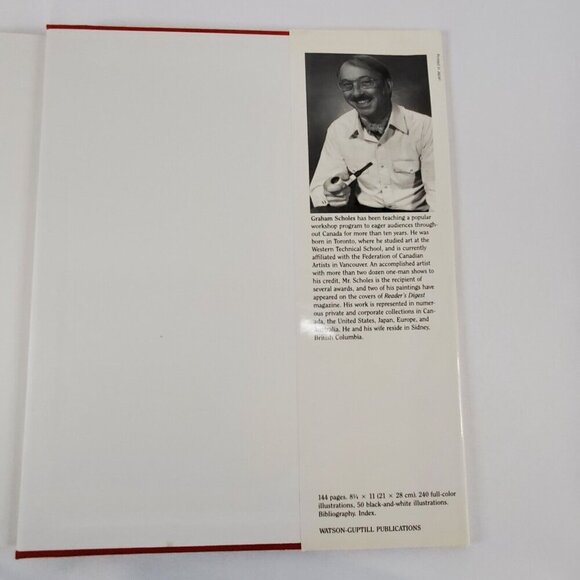 Graham Scholes has been teaching a popular
workshop program to eager audiences through-
out Canada for more than ten years. He was
born in Toronto, where he studied art at the
Western Technical School, and is currently
affiliated with the Federation of Canadian
Artists in Vancouver. An accomplished artist
with more than two dozen one-man shows to
his credit, Mr. Scholes is the recipient of
several awards, and two of his paintings have
appeared on the covers of Reader's Digest
magazine. His work is represented in numer-
ous private and corporate collections in Can-
ada, the United States, Japan, Europe, and
Australia. He and his wife reside in Sidney,
British Columbia.
144 pages. 8¼ × 11 (21 × 28 cm). 240 full-color
illustrations. 50 black-and-white illustrations.
Bibliography. Index.
WATSON-GUPTILL PUBLICATIONS